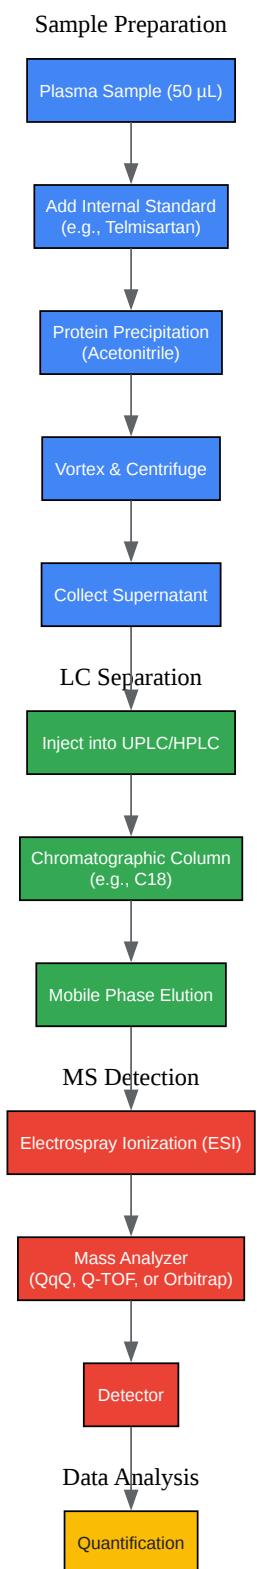 Sample Preparation
Plasma Sample (50 µL)
Add Internal Standard
(e.g., Telmisartan)
Protein Precipitation
(Acetonitrile)
Vortex & Centrifuge
Collect Supernatant
LC Separation
Inject into UPLC/HPLC
Chromatographic Column
(e.g., C18)
Mobile Phase Elution
MS Detection
Electrospray Ionization (ESI)
Mass Analyzer
(QqQ, Q-TOF, or Orbitrap)
Detector
Data Analysis
Quantification